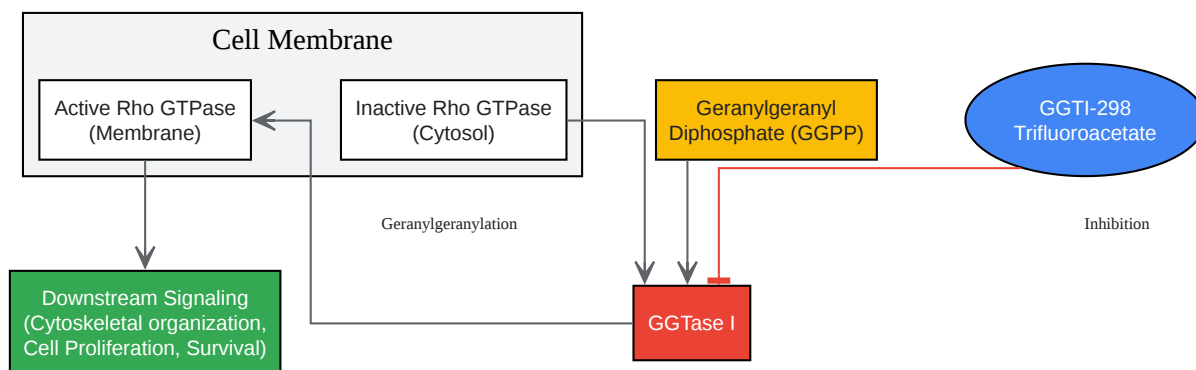 Cell Membrane
Active Rho GTPase
(Membrane)
Inactive Rho GTPase
(Cytosol)
Geranylgeranyl
Diphosphate (GGPP)
GGTI-298
Trifluoroacetate
Geranylgeranylation
Inhibition
Downstream Signaling
(Cytoskeletal organization,
Cell Proliferation, Survival)
GGTase I